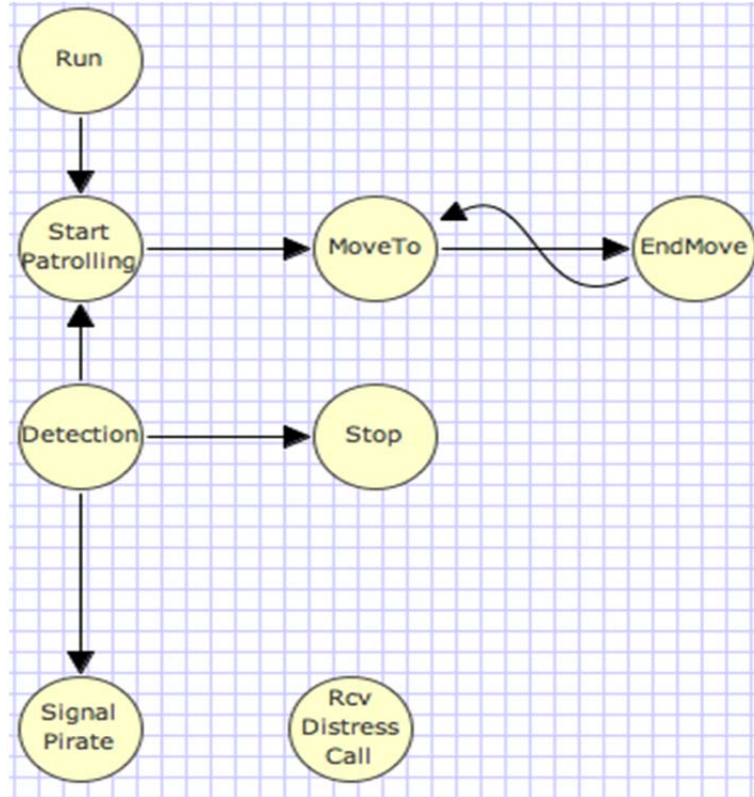 Run
Start
Patrolling
MoveTo
EndMove
Detection
Stop
Signal
Pirate
Rcv
Distress
Call